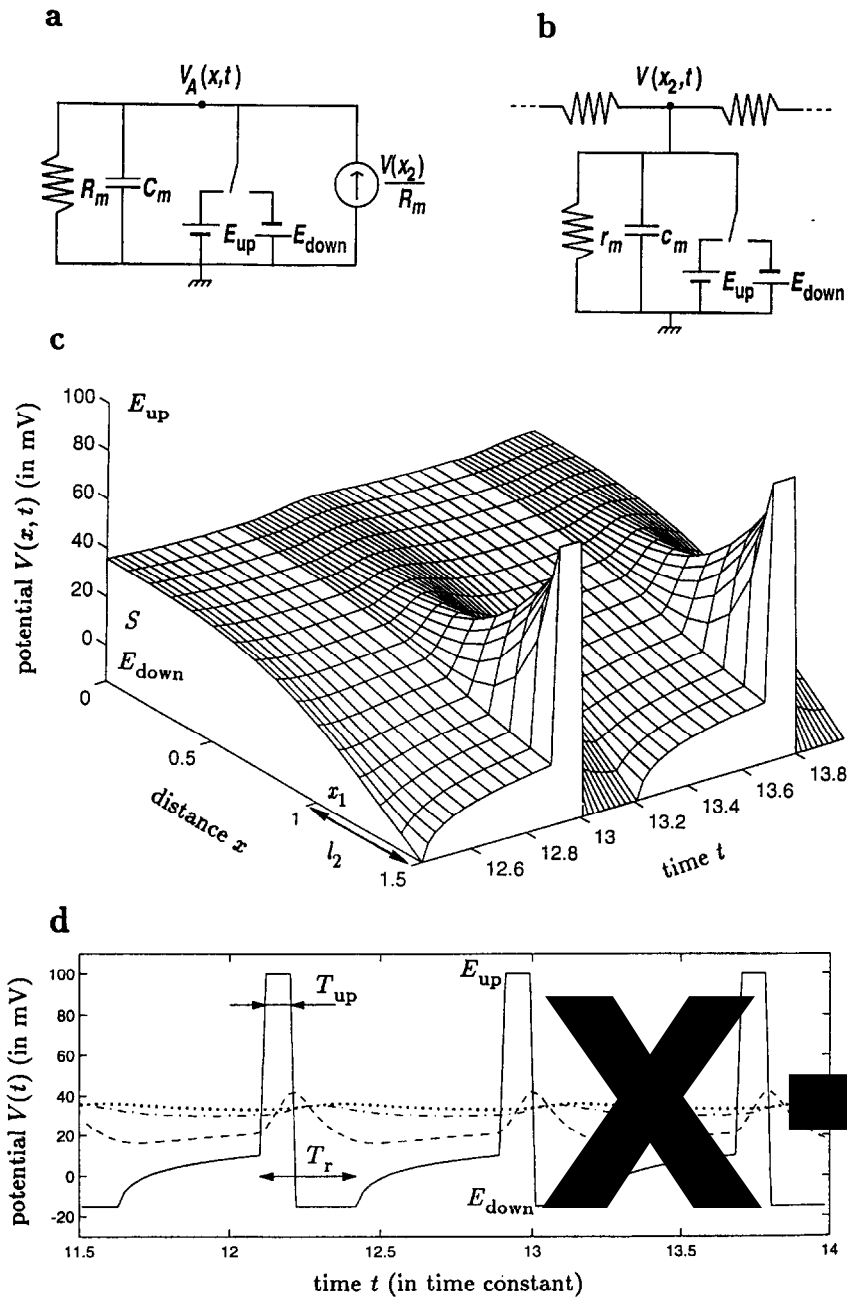 a
V_A(x,t)
R_m
C_m
E_up
E_down
V(x_2)
R_m
b
V(x_2,t)
r_m
c_m
E_up
E_down
c
potential V(x, t) (in mV)
100
80
60
40
20
0
E_up
S
E_down
0
0.5
1
1.5
x_1
l_2
distance x
12.6
12.8
13
13.2
13.4
13.6
13.8
time t
d
potential V(t) (in mV)
100
80
60
40
20
0
-20
T_up
E_up
T_r
E_down
11.5
12
12.5
13
13.5
14
time t (in time constant)